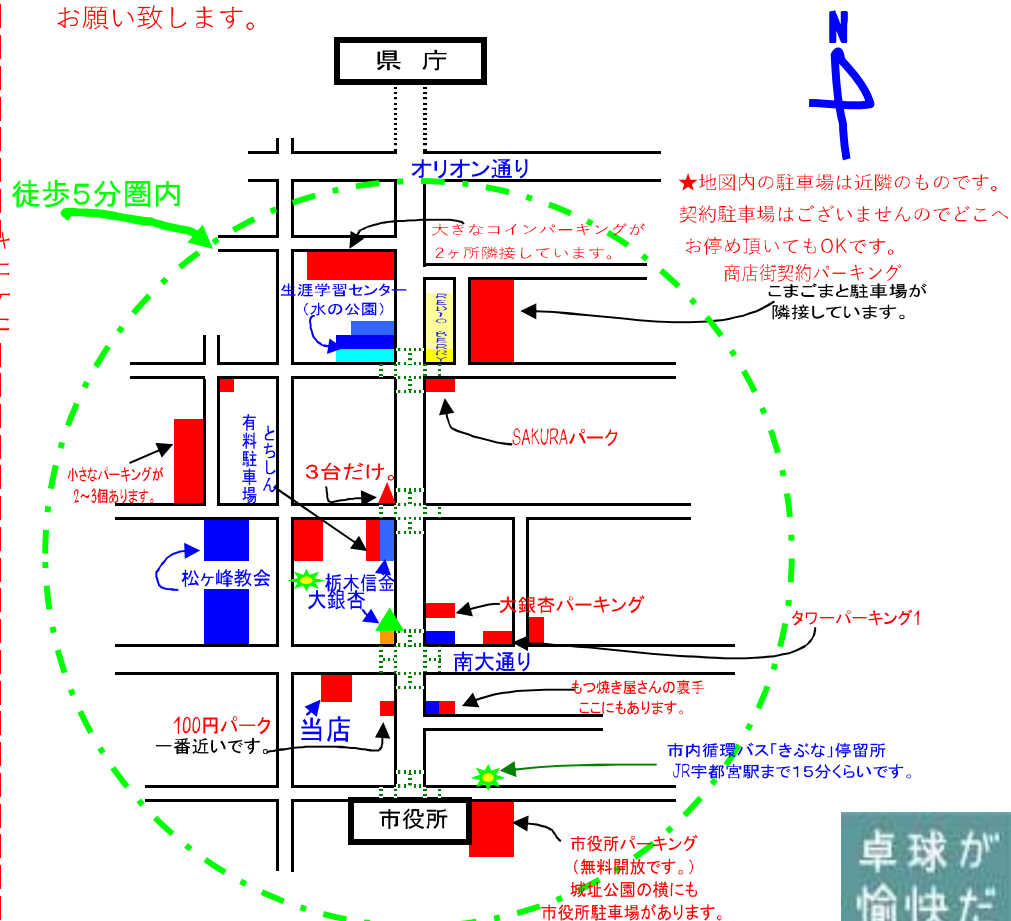 お願い致します。
N
県 庁
オリオン通り
徒歩5分圏内
★地図内の駐車場は近隣のものです。
契約駐車場はございませんのでどこへ
お停め頂いてもOKです。
商店街契約パーキング
こまごまと駐車場が
隣接しています。
大きなコインパーキングが
2ヶ所隣接しています。
生涯学習センター
(水の公園)
REDIO BERRY
SAKURAパーク
とちしん
有料駐車場
小さなパーキングが
2~3個あります。
3台だけ。
松ヶ峰教会
栃木信金
大銀杏
大銀杏パーキング
タワーパーキング1
南大通り
もつ焼き屋さんの裏手
ここにもあります。
100円パーク
一番近いです。
当店
市内循環バス「きぶな」停留所
JR宇都宮駅まで15分くらいです。
市役所
市役所パーキング
(無料開放です。)
城址公園の横にも
市役所駐車場があります。
卓球が
愉快だ